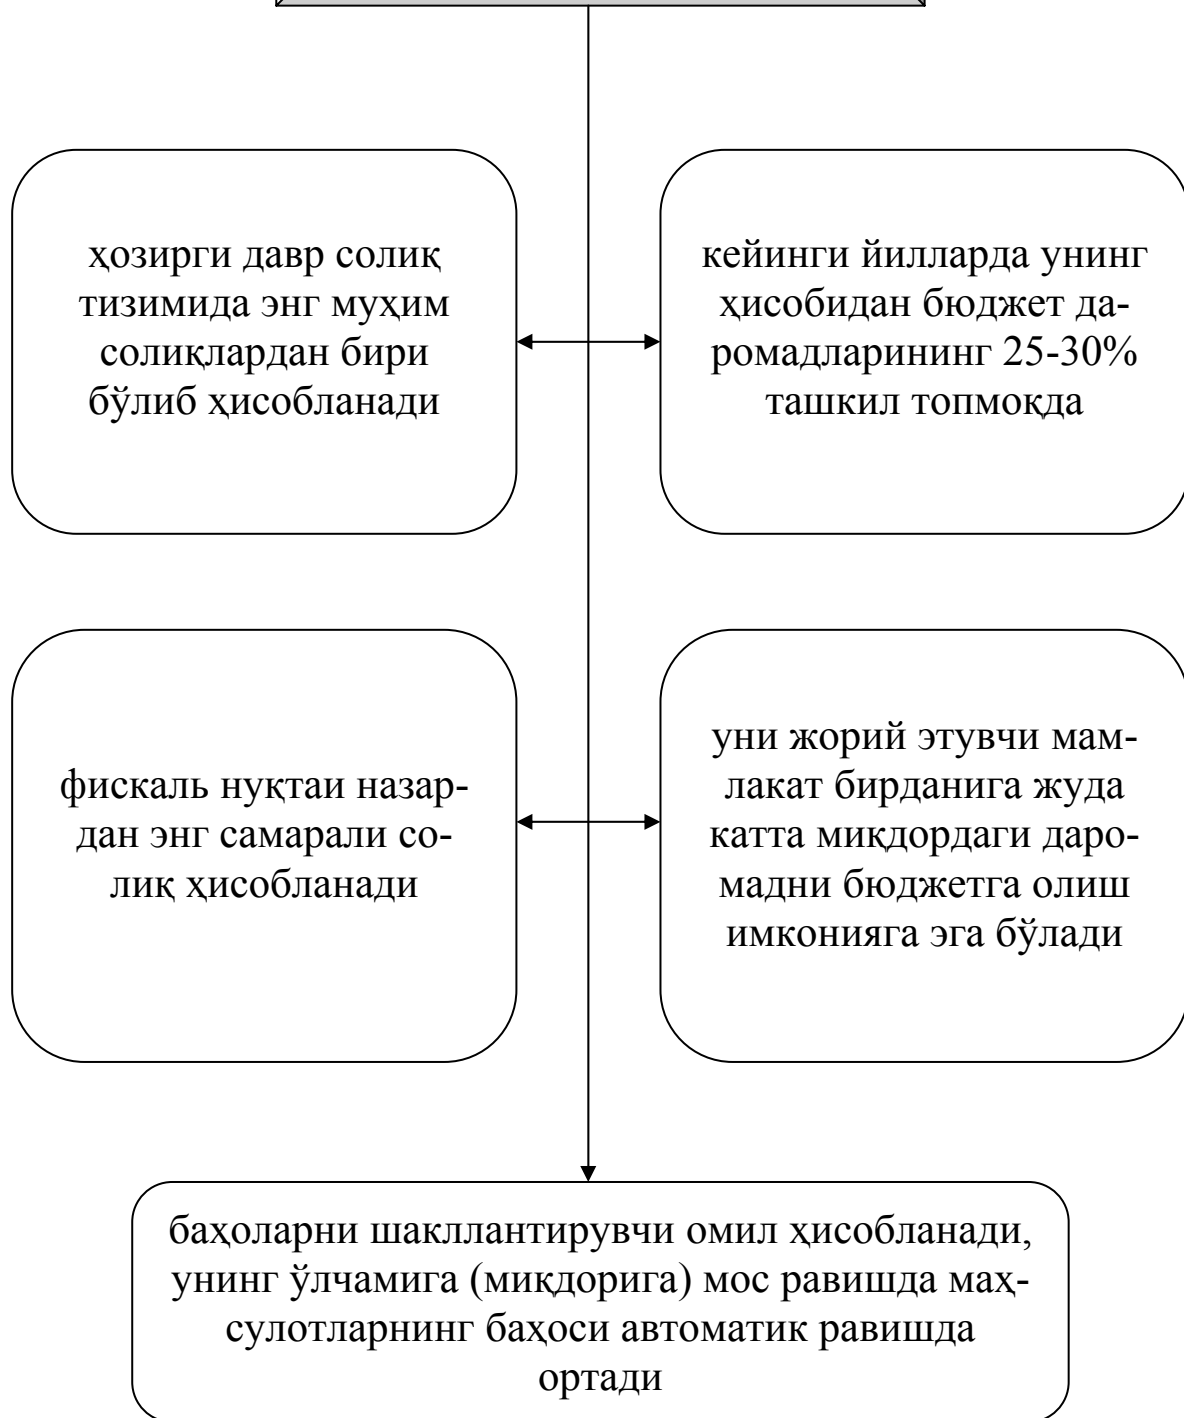 ҳозирги давр солиқ
тизимида энг муҳим
солиқлардан бири
бўлиб ҳисобланади
кейинги йилларда унинг
ҳисобидан бюджет да-
ромадларининг 25-30%
ташкил топмоқда
фискаль нуқтаи назар-
дан энг самарали со-
лиқ ҳисобланади
уни жорий этувчи мам-
лакат бирданига жуда
катта миқдордаги даро-
мадни бюджетга олиш
имконияга эга бўлади
баҳоларни шакллантирувчи омил ҳисобланади,
унинг ўлчамига (миқдорига) мос равишда маҳ-
сулотларнинг баҳоси автоматик равишда
ортади